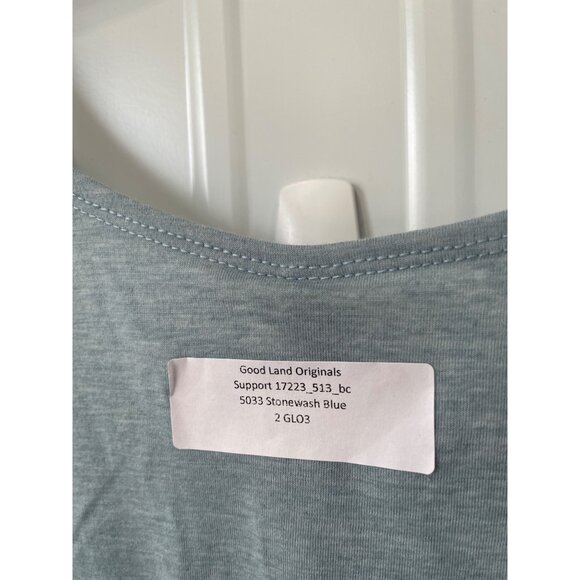 Good Land Originals
Support 17223_513_bc
5033 Stonewash Blue
2 GLO3